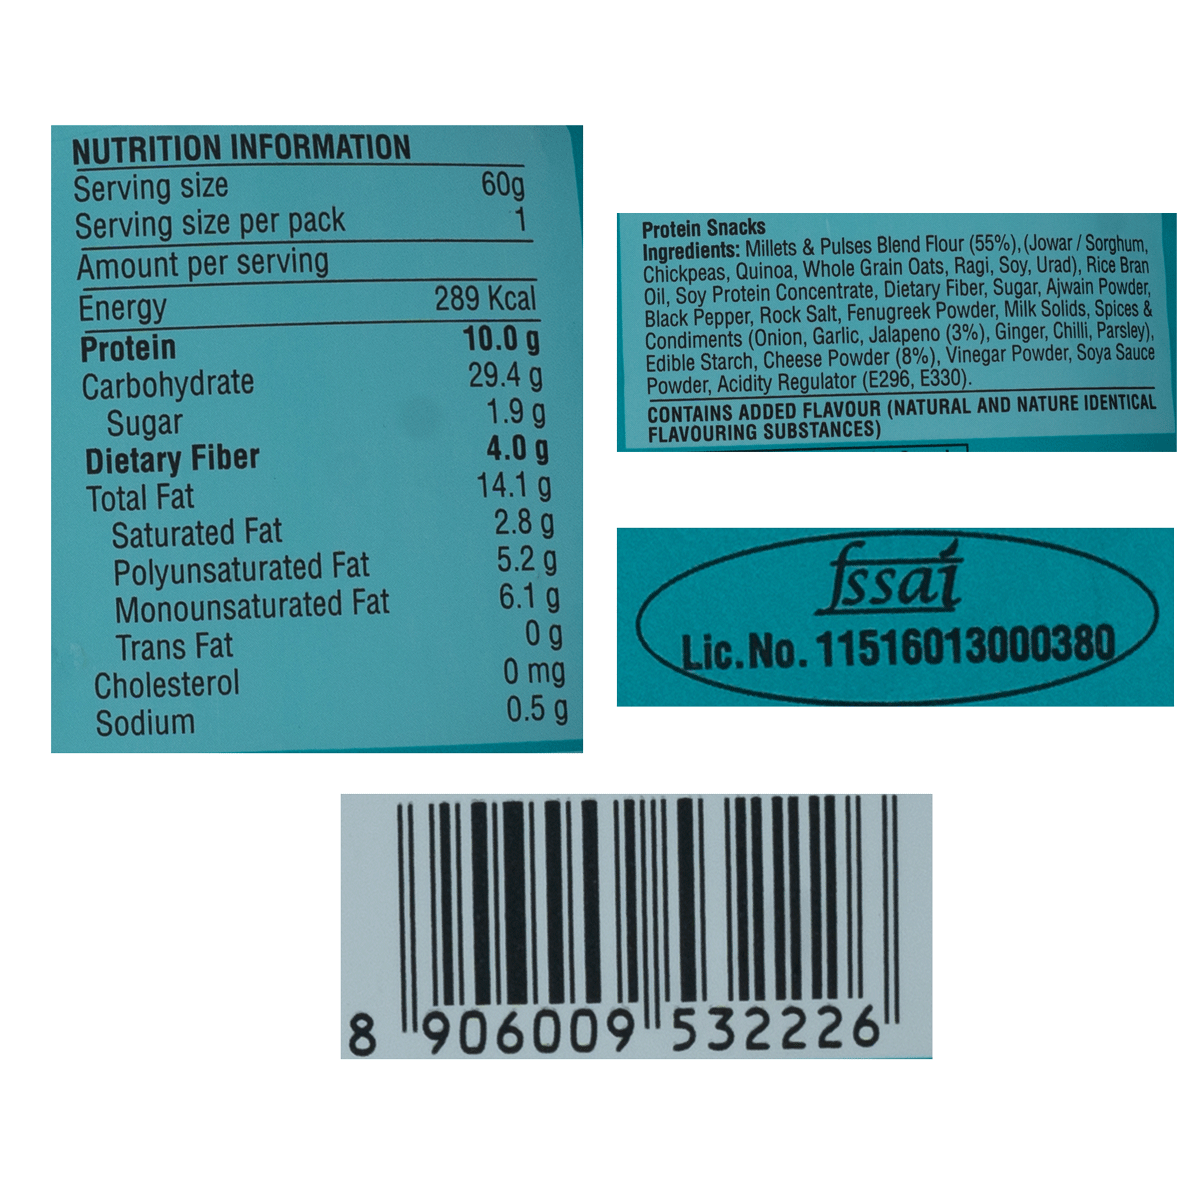 NUTRITION INFORMATION
Serving size 60g
Serving size per pack 1
Amount per serving
Energy 289 Kcal
Protein 10.0 g
Carbohydrate 29.4 g
Sugar 1.9 g
Dietary Fiber 4.0 g
Total Fat 14.1 g
Saturated Fat 2.8 g
Polyunsaturated Fat 5.2 g
Monounsaturated Fat 6.1 g
Trans Fat 0 g
Cholesterol 0 mg
Sodium 0.5 g
Protein Snacks
Ingredients: Millets & Pulses Blend Flour (55%), (Jowar / Sorghum,
Chickpeas, Quinoa, Whole Grain Oats, Ragi, Soy, Urad), Rice Bran
Oil, Soy Protein Concentrate, Dietary Fiber, Sugar, Ajwain Powder,
Black Pepper, Rock Salt, Fenugreek Powder, Milk Solids, Spices &
Condiments (Onion, Garlic, Jalapeno (3%), Ginger, Chilli, Parsley),
Edible Starch, Cheese Powder (8%), Vinegar Powder, Soya Sauce
Powder, Acidity Regulator (E296, E330).
CONTAINS ADDED FLAVOUR (NATURAL AND NATURE IDENTICAL
FLAVOURING SUBSTANCES)
fssai
Lic.No. 11516013000380
8 906009 532226